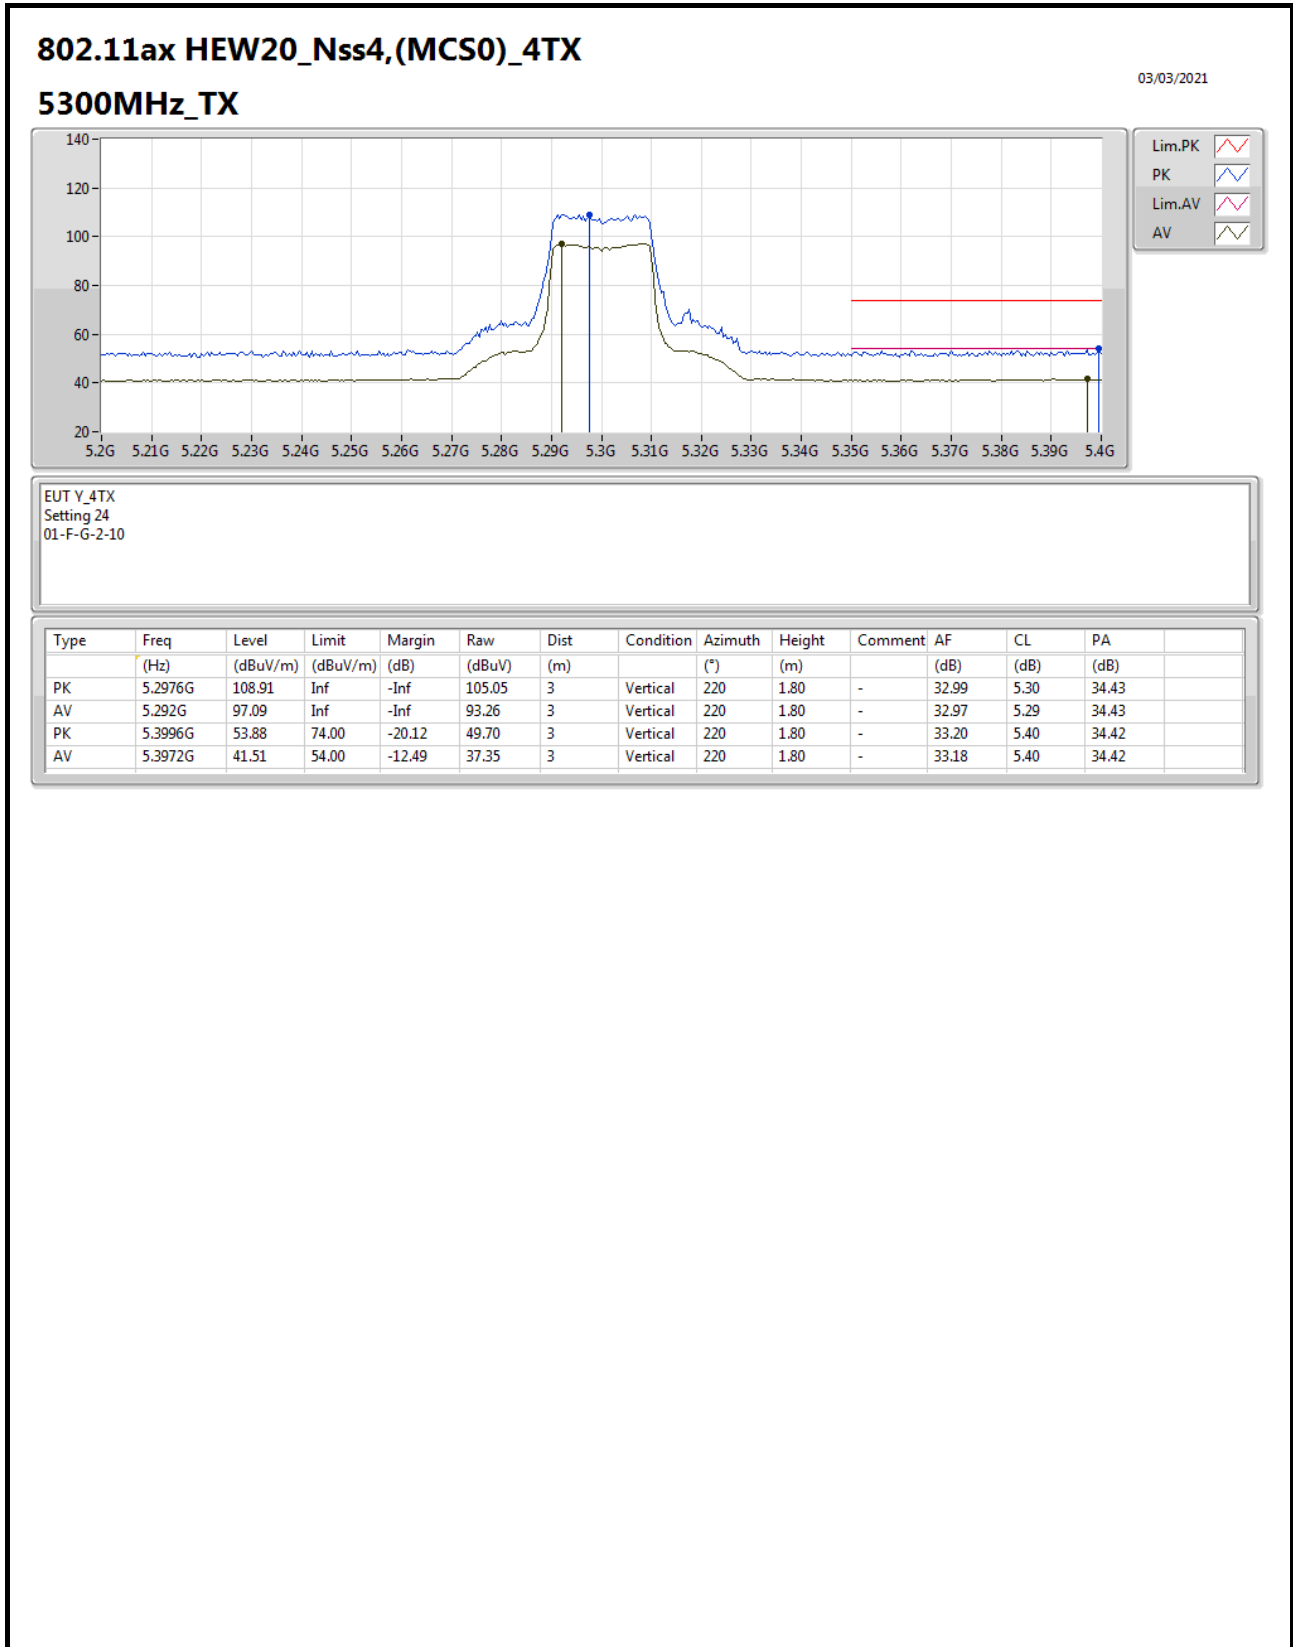 802.11ax HEW20_Nss4,(MCS0)_4TX
03/03/2021
5300MHz_TX
140
120
100
80
60
40
20
5.2G 5.21G 5.22G 5.23G 5.24G 5.25G 5.26G 5.27G 5.28G 5.29G 5.3G 5.31G 5.32G 5.33G 5.34G 5.35G 5.36G 5.37G 5.38G 5.39G 5.4G
Lim.PK
PK
Lim.AV
AV
EUT Y_4TX
Setting 24
01-F-G-2-10
Type Freq Level Limit Margin Raw Dist Condition Azimuth Height Comment AF CL PA
(Hz) (dBuV/m) (dBuV/m) (dB) (dBuV) (m) (°) (m) (dB) (dB) (dB)
PK 5.2976G 108.91 Inf -Inf 105.05 3 Vertical 220 1.80 - 32.99 5.30 34.43
AV 5.292G 97.09 Inf -Inf 93.26 3 Vertical 220 1.80 - 32.97 5.29 34.43
PK 5.3996G 53.88 74.00 -20.12 49.70 3 Vertical 220 1.80 - 33.20 5.40 34.42
AV 5.3972G 41.51 54.00 -12.49 37.35 3 Vertical 220 1.80 - 33.18 5.40 34.42